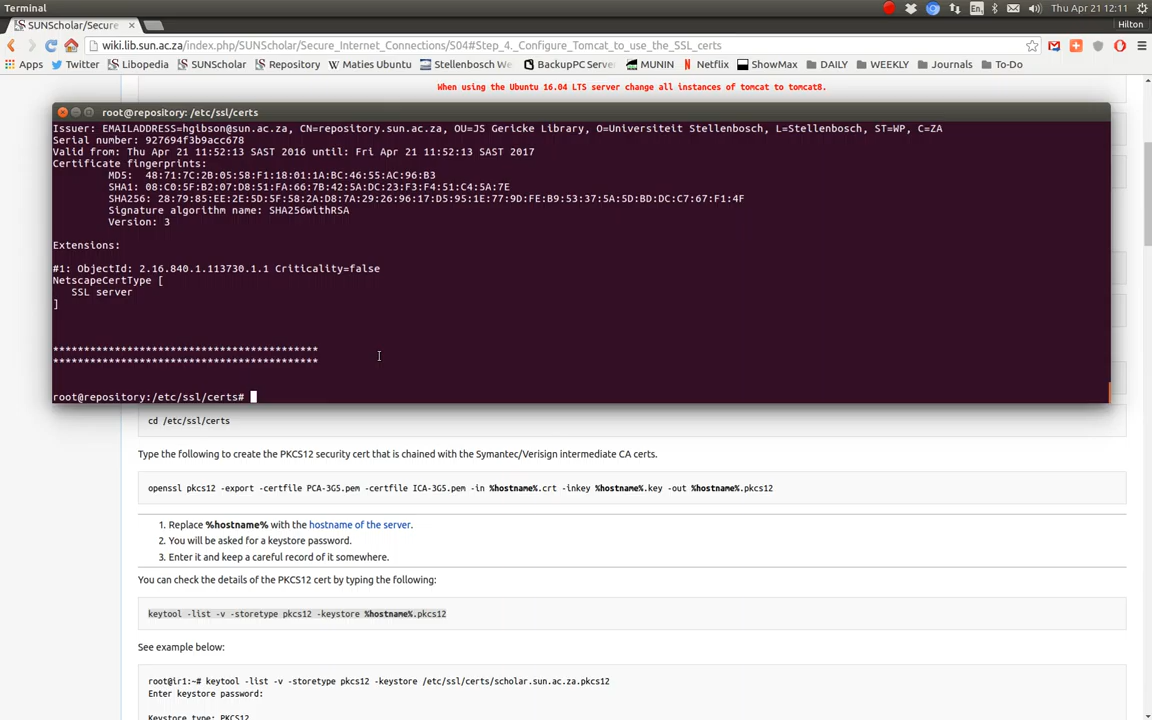 Terminal
En
Thu Apr 21 12:11
SUNScholar/Secure
Hilton
wiki.lib.sun.ac.za/index.php/SUNScholar/Secure_Internet_Connections/S04#Step_4._Configure_Tomcat_to_use_the_SSL_certs
Apps Twitter Libopedia SUNScholar Repository Maties Ubuntu Stellenbosch We BackupPC Serve MUNIN Netflix ShowMax DAILY WEEKLY Journals To-Do
When using the Ubuntu 16.04 LTS server change all instances of tomcat to tomcat8.
root@repository: /etc/ssl/certs
Issuer: EMAILADDRESS=hgibson@sun.ac.za, CN=repository.sun.ac.za, OU=JS Gericke Library, O=Universiteit Stellenbosch, L=Stellenbosch, ST=WP, C=ZA
Serial number: 927694f3b9acc678
Valid from: Thu Apr 21 11:52:13 SAST 2016 until: Fri Apr 21 11:52:13 SAST 2017
Certificate fingerprints:
MD5: 48:71:7C:2B:05:58:F1:18:01:1A:BC:46:55:AC:96:B3
SHA1: 08:C0:5F:B2:07:D8:51:FA:66:7B:42:5A:DC:23:F3:F4:51:C4:5A:7E
SHA256: 28:79:85:EE:2E:5D:5F:58:2A:D8:7A:29:26:96:17:D5:95:1E:77:9D:FE:B9:53:37:5A:5D:BD:DC:C7:67:F1:4F
Signature algorithm name: SHA256withRSA
Version: 3
Extensions:
#1: ObjectId: 2.16.840.1.113730.1.1 Criticality=false
NetscapeCertType [
SSL server
]
*******************************************
*******************************************
root@repository:/etc/ssl/certs#
cd /etc/ssl/certs
Type the following to create the PKCS12 security cert that is chained with the Symantec/Verisign intermediate CA certs.
openssl pkcs12 -export -certfile PCA-3G5.pem -certfile ICA-3G5.pem -in %hostname%.crt -inkey %hostname%.key -out %hostname%.pkcs12
1. Replace %hostname% with the hostname of the server.
2. You will be asked for a keystore password.
3. Enter it and keep a careful record of it somewhere.
You can check the details of the PKCS12 cert by typing the following:
keytool -list -v -storetype pkcs12 -keystore %hostname%.pkcs12
See example below:
root@ir1:~# keytool -list -v -storetype pkcs12 -keystore /etc/ssl/certs/scholar.sun.ac.za.pkcs12
Enter keystore password:
Keystore type: PKCS12